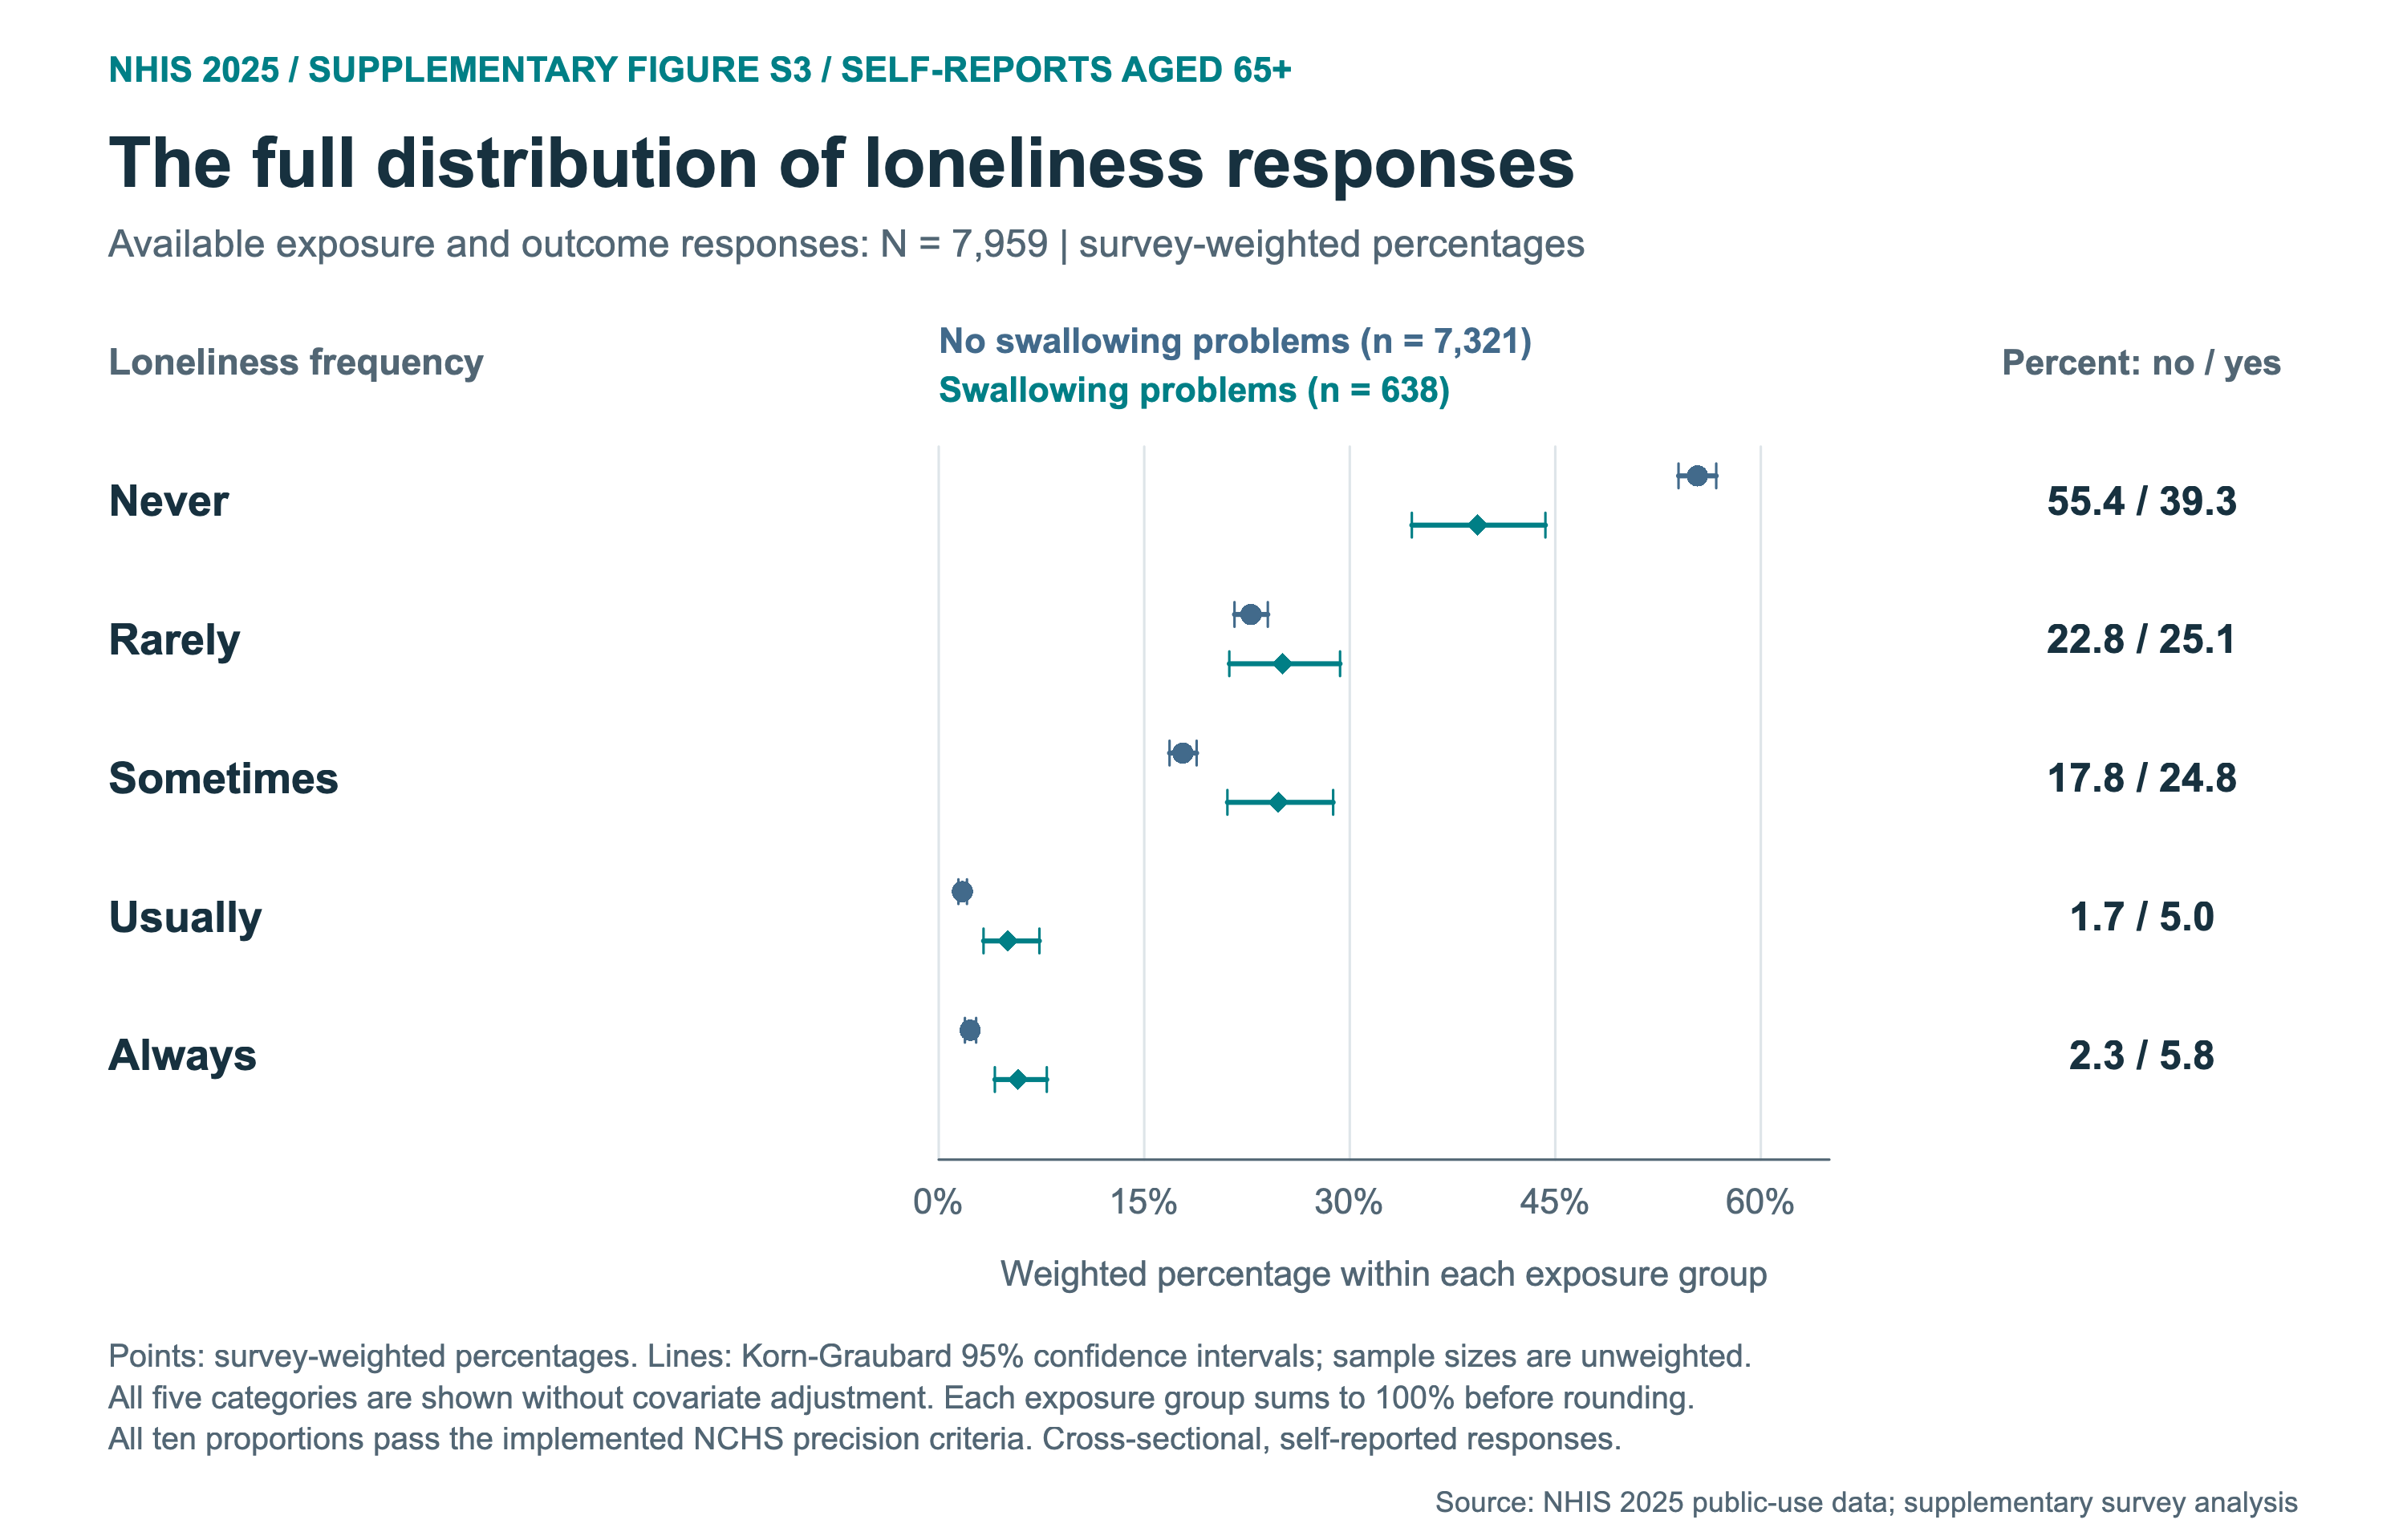 NHIS 2025 / SUPPLEMENTARY FIGURE S3 / SELF-REPORTS AGED 65+
The full distribution of loneliness responses
Available exposure and outcome responses: N = 7,959 | survey-weighted percentages
Loneliness frequency
No swallowing problems (n = 7,321)
Swallowing problems (n = 638)
Percent: no / yes
Never
55.4 / 39.3
Rarely
22.8 / 25.1
Sometimes
17.8 / 24.8
Usually
1.7 / 5.0
Always
2.3 / 5.8
0% 15% 30% 45% 60%
Weighted percentage within each exposure group
Points: survey-weighted percentages. Lines: Korn-Graubard 95% confidence intervals; sample sizes are unweighted.
All five categories are shown without covariate adjustment. Each exposure group sums to 100% before rounding.
All ten proportions pass the implemented NCHS precision criteria. Cross-sectional, self-reported responses.
Source: NHIS 2025 public-use data; supplementary survey analysis